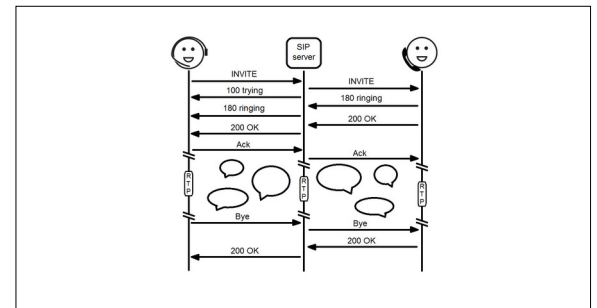 SIP
server
INVITE
INVITE
100 trying
180 ringing
180 ringing
200 OK
200 OK
Ack
Ack
RTP
RTP
RTP
Bye
Bye
200 OK
200 OK